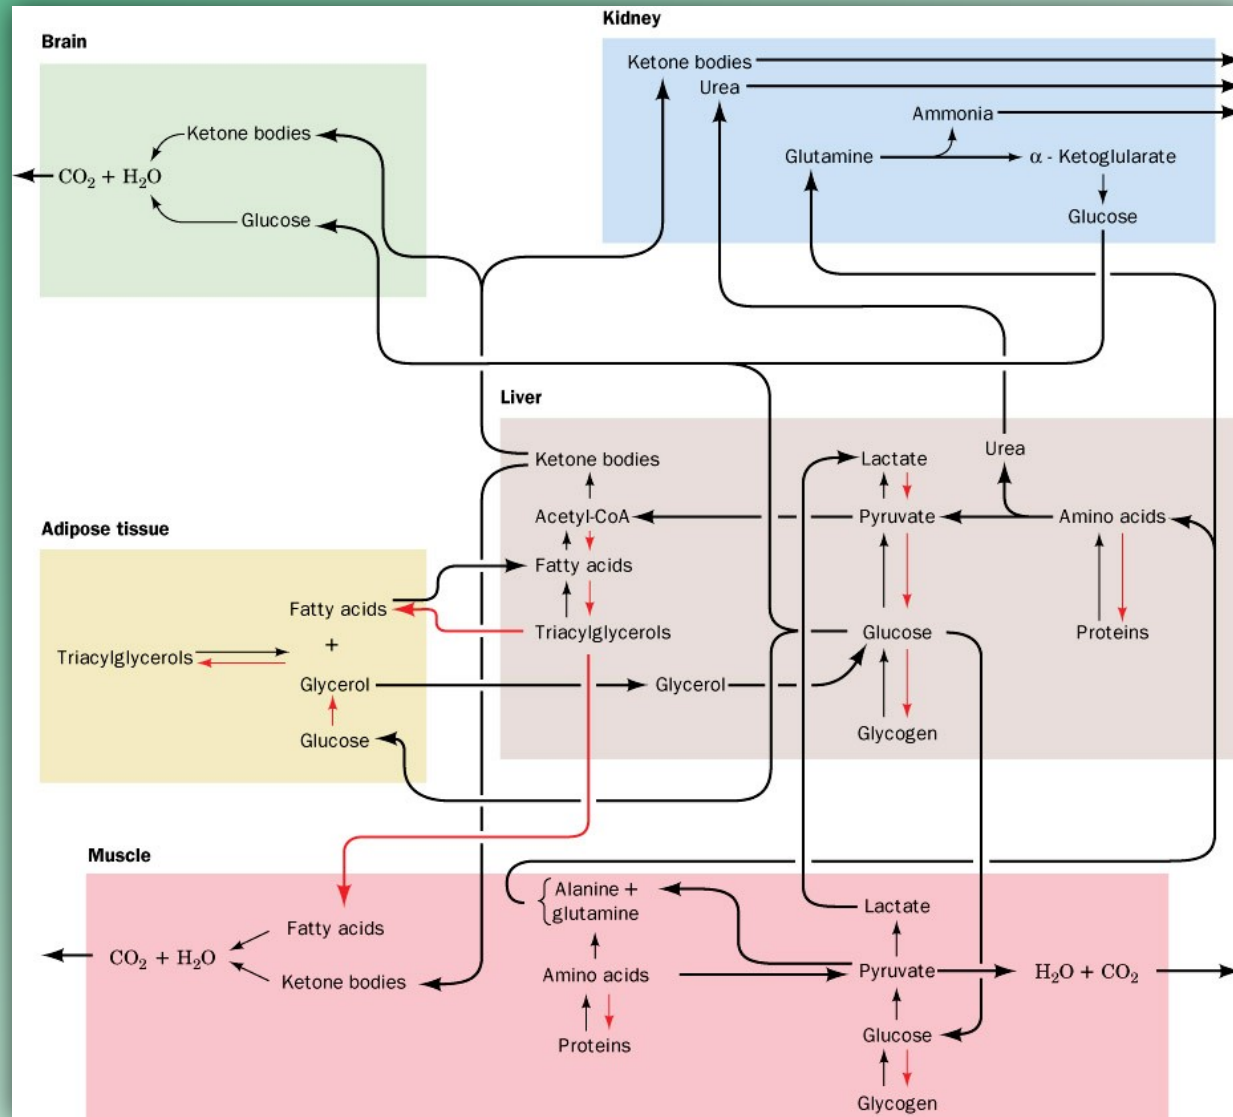 Kidney
Brain
Ketone bodies
Urea
Ammonia
Ketone bodies
Glutamine
α - Ketoglularate
CO₂ + H₂O
Glucose
Glucose
Liver
Ketone bodies
Lactate
Urea
Acetyl-CoA
Pyruvate
Amino acids
Adipose tissue
Fatty acids
Fatty acids
Triacylglycerols
Glucose
Proteins
+
Triacylglycerols
Glycerol
Glycerol
Glucose
Glycogen
Muscle
Alanine +
glutamine
Lactate
Fatty acids
CO₂ + H₂O
Ketone bodies
Amino acids
Pyruvate
H₂O + CO₂
Proteins
Glucose
Glycogen